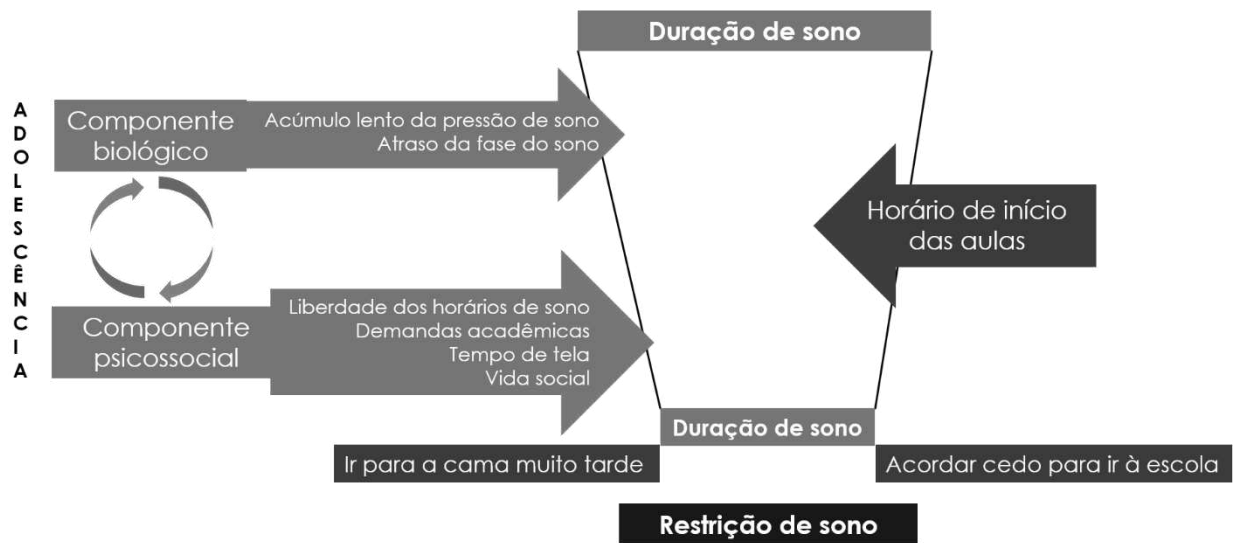 Duração de sono
ADOLESCÊNCIA
Componente
biológico
Acúmulo lento da pressão de sono
Atraso da fase do sono
Horário de início
das aulas
Componente
psicossocial
Liberdade dos horários de sono
Demandas acadêmicas
Tempo de tela
Vida social
Duração de sono
Ir para a cama muito tarde
Acordar cedo para ir à escola
Restrição de sono